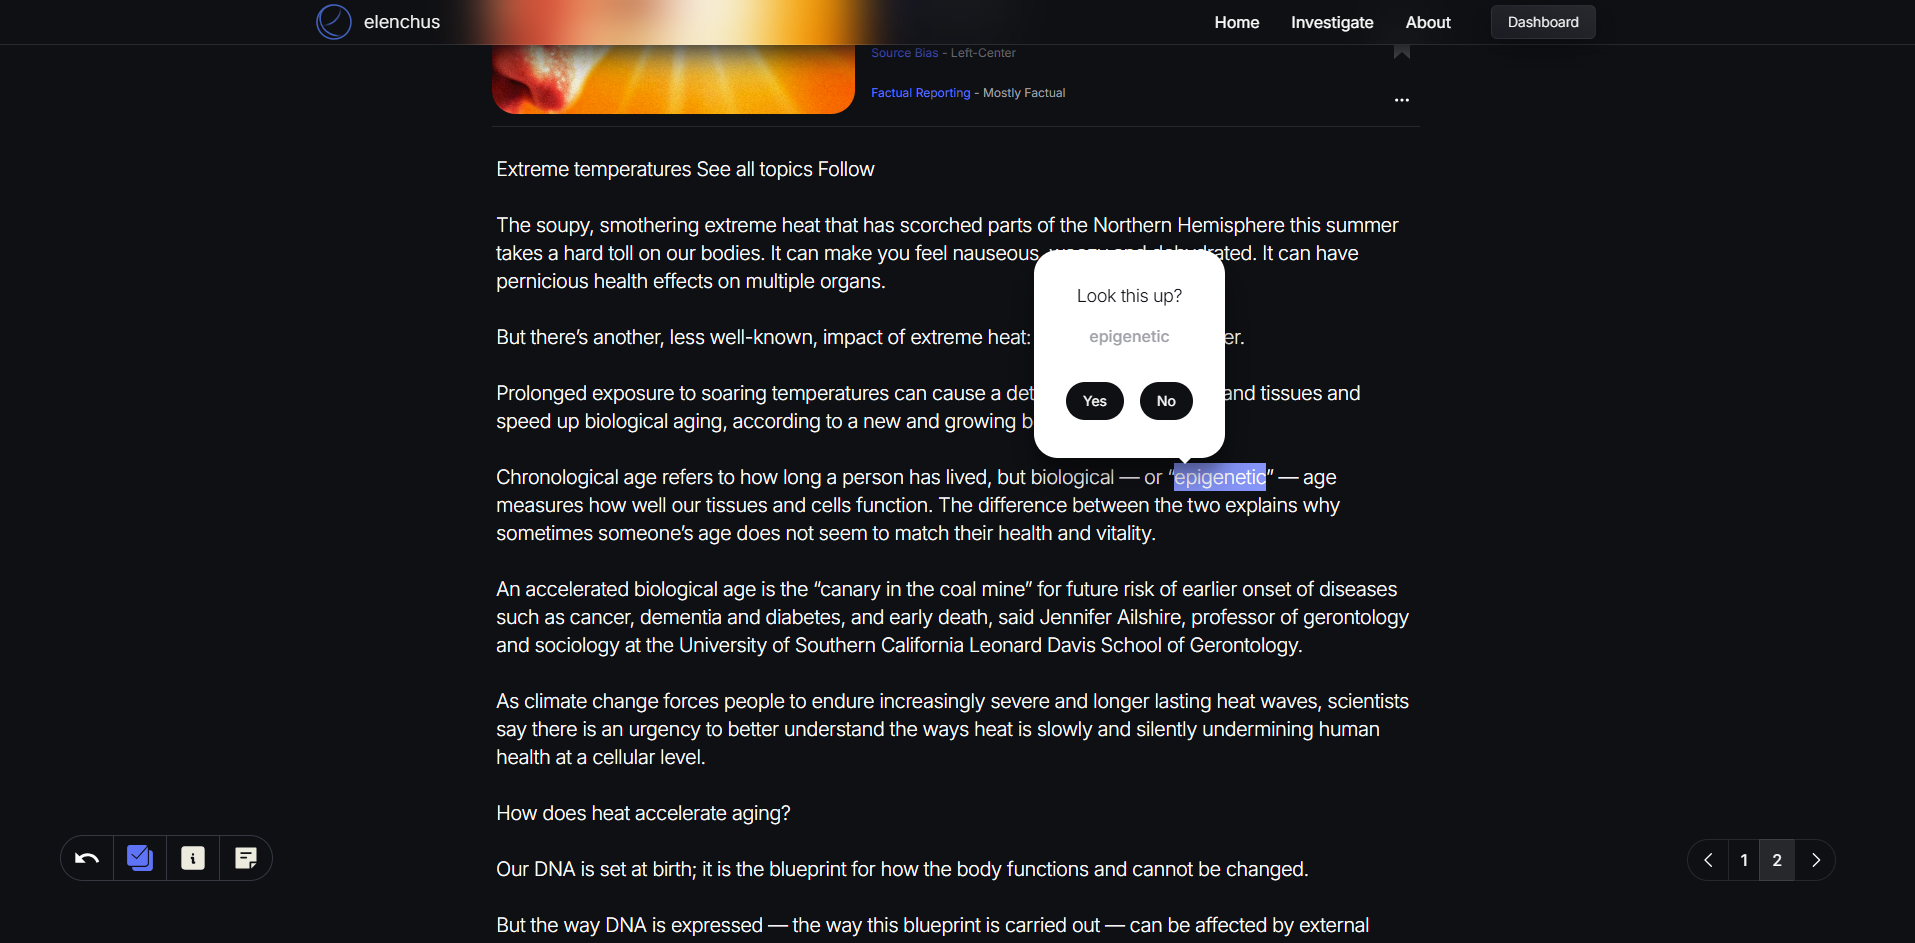 elenchus
Home Investigate About Dashboard
Source Bias - Left-Center
Factual Reporting - Mostly Factual
Extreme temperatures See all topics Follow
The soupy, smothering extreme heat that has scorched parts of the Northern Hemisphere this summer
takes a hard toll on our bodies. It can make you feel nauseous, woozy and dehydrated. It can have
pernicious health effects on multiple organs.
But there’s another, less well-known, impact of extreme heat: er.
Prolonged exposure to soaring temperatures can cause a det and tissues and
speed up biological aging, according to a new and growing b
Look this up?
epigenetic
Yes No
Chronological age refers to how long a person has lived, but biological — or “epigenetic” — age
measures how well our tissues and cells function. The difference between the two explains why
sometimes someone’s age does not seem to match their health and vitality.
An accelerated biological age is the “canary in the coal mine” for future risk of earlier onset of diseases
such as cancer, dementia and diabetes, and early death, said Jennifer Ailshire, professor of gerontology
and sociology at the University of Southern California Leonard Davis School of Gerontology.
As climate change forces people to endure increasingly severe and longer lasting heat waves, scientists
say there is an urgency to better understand the ways heat is slowly and silently undermining human
health at a cellular level.
How does heat accelerate aging?
Our DNA is set at birth; it is the blueprint for how the body functions and cannot be changed.
But the way DNA is expressed — the way this blueprint is carried out — can be affected by external
1 2